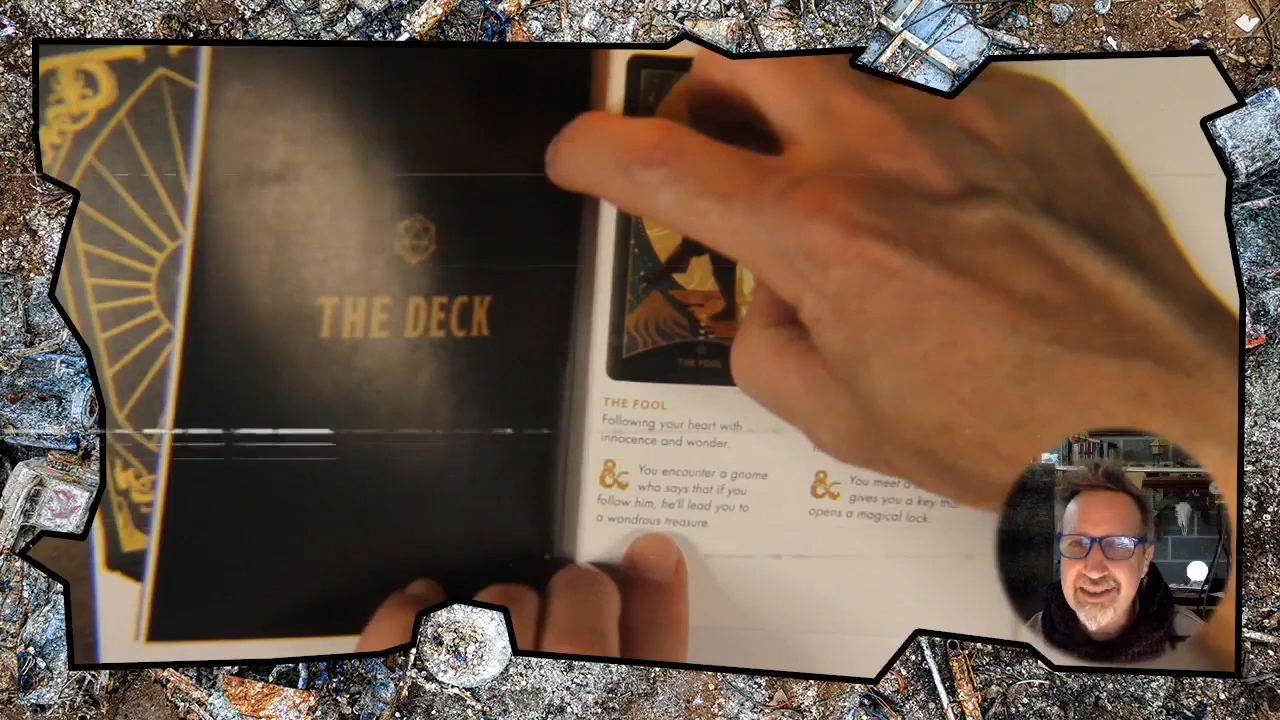 THE DECK
THE FOOL
THE FOOL
Following your heart with
innocence and wonder.
& You encounter a gnome
who says that if you
follow him, he'll lead you to
a wondrous treasure.
& You meet a
gives you a key
opens a magical lock.